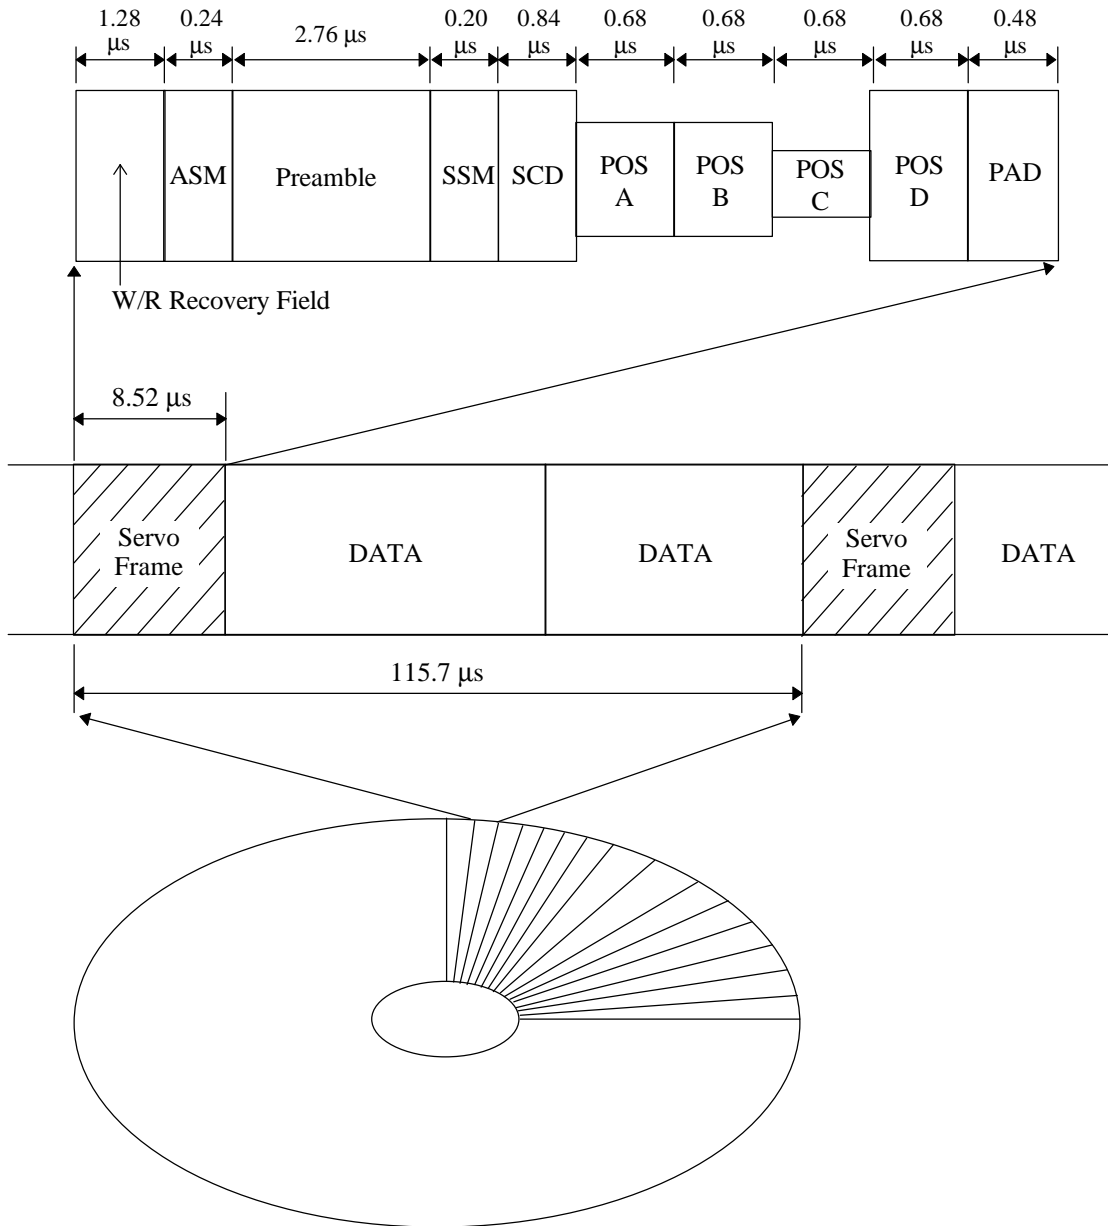 1.28 0.24 2.76 μs 0.20 0.84 0.68 0.68 0.68 0.68 0.48
μs μs μs μs μs μs μs μs μs
ASM Preamble SSM SCD POS A POS B POS C POS D PAD
W/R Recovery Field
8.52 μs
Servo Frame DATA DATA Servo Frame DATA
115.7 μs